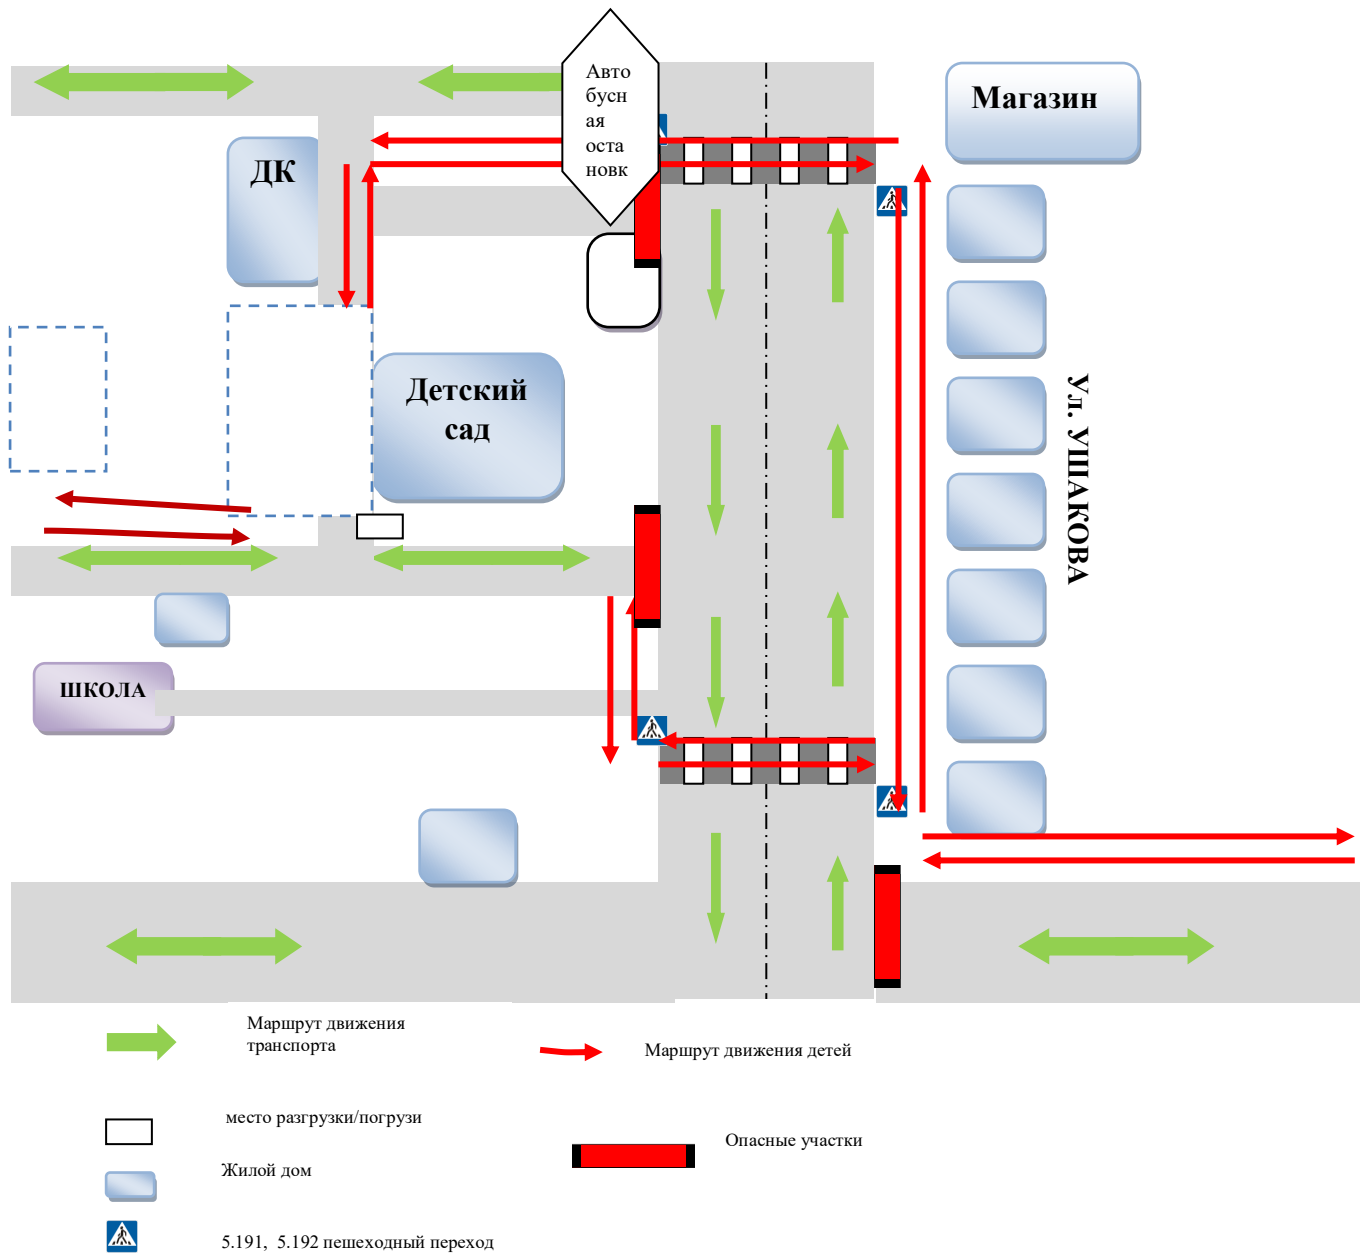 Авто
бусн
ая
оста
новк
Магазин
ДК
Детский
сад
Ул. УШАКОВА
ШКОЛА
Маршрут движения
транспорта
Маршрут движения детей
место разгрузки/погрузи
Опасные участки
Жилой дом
5.191, 5.192 пешеходный переход